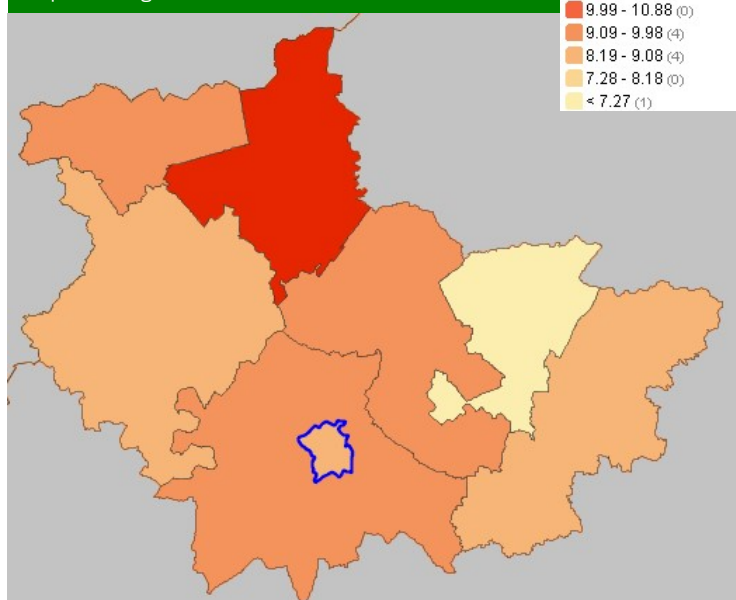 9.99 - 10.88 (0)
9.09 - 9.98 (4)
8.19 - 9.08 (4)
7.28 - 8.18 (0)
< 7.27 (1)